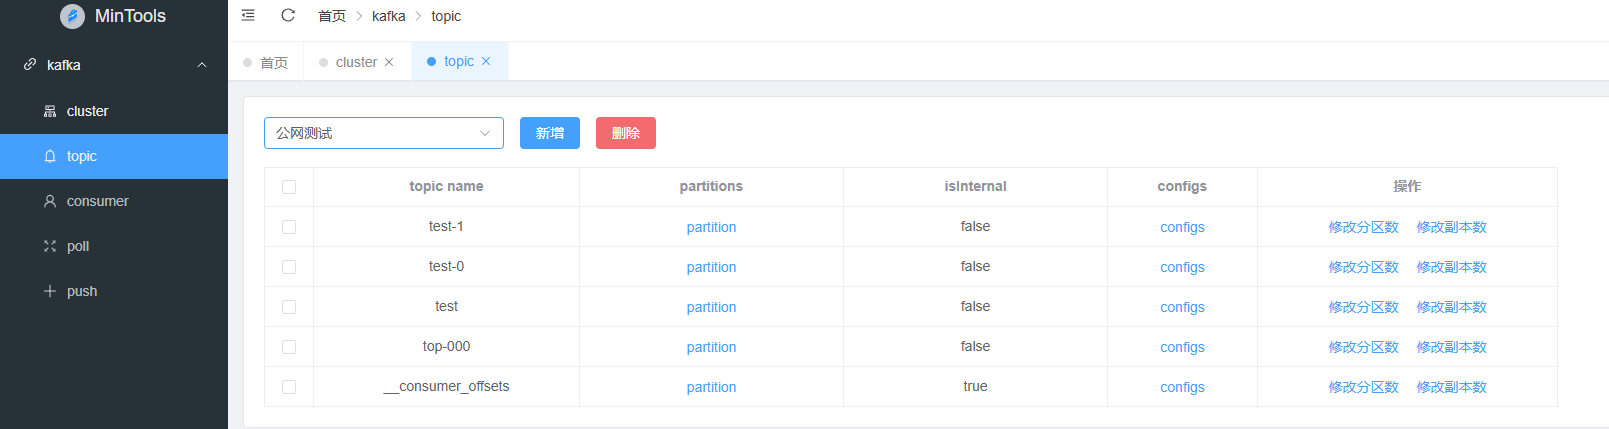 MinTools
kafka
cluster
topic
consumer
poll
push
首页 kafka topic
首页 cluster topic
公网测试 新增 删除
topic name partitions isInternal configs 操作
test-1 partition false configs 修改分区数 修改副本数
test-0 partition false configs 修改分区数 修改副本数
test partition false configs 修改分区数 修改副本数
top-000 partition false configs 修改分区数 修改副本数
__consumer_offsets partition true configs 修改分区数 修改副本数